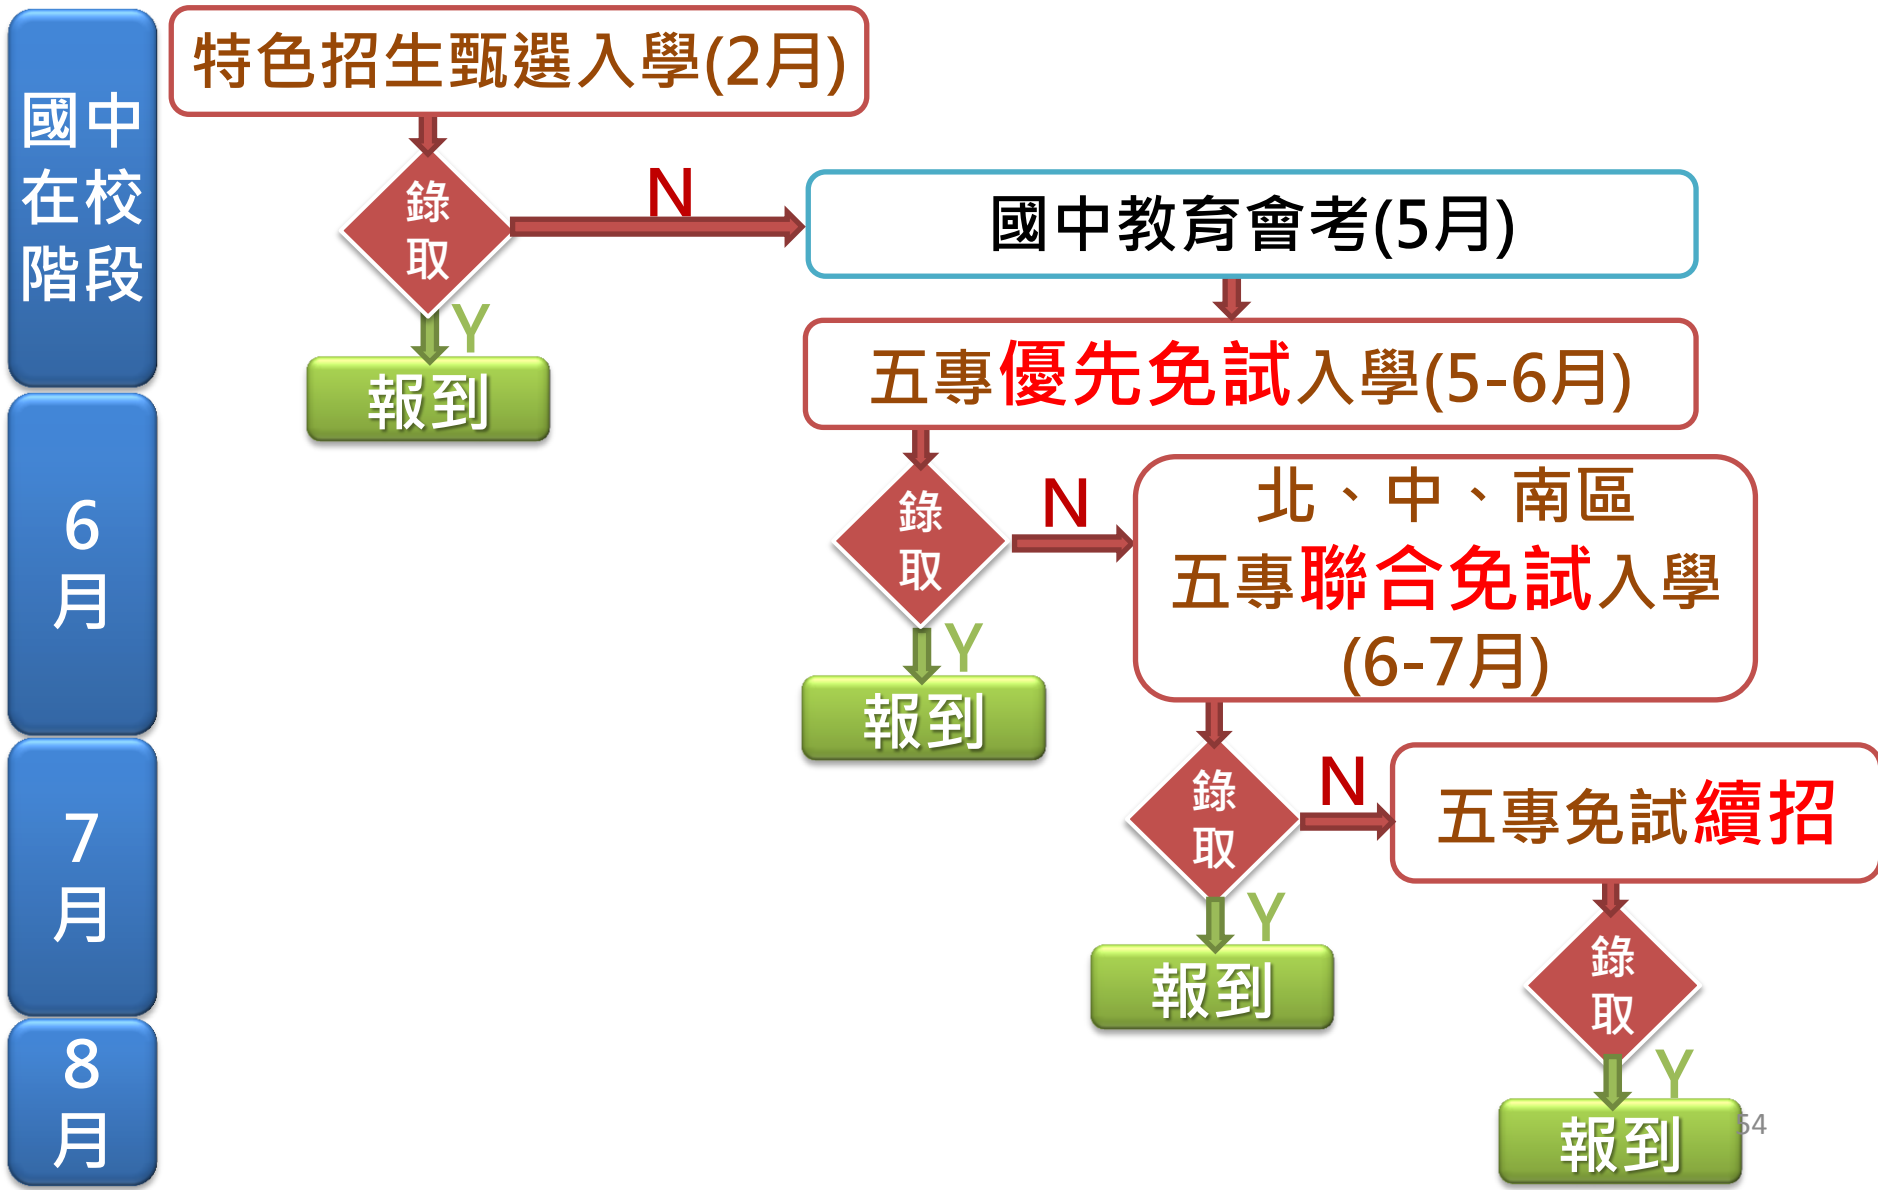 國中
在校
階段
特色招生甄選入學(2月)
錄
取
N
國中教育會考(5月)
Y
報到
五專優先免試入學(5-6月)
6
月
錄
取
N
北、中、南區
五專聯合免試入學
(6-7月)
Y
報到
7
月
錄
取
N
五專免試續招
Y
報到
錄
取
8
月
Y
報到
54